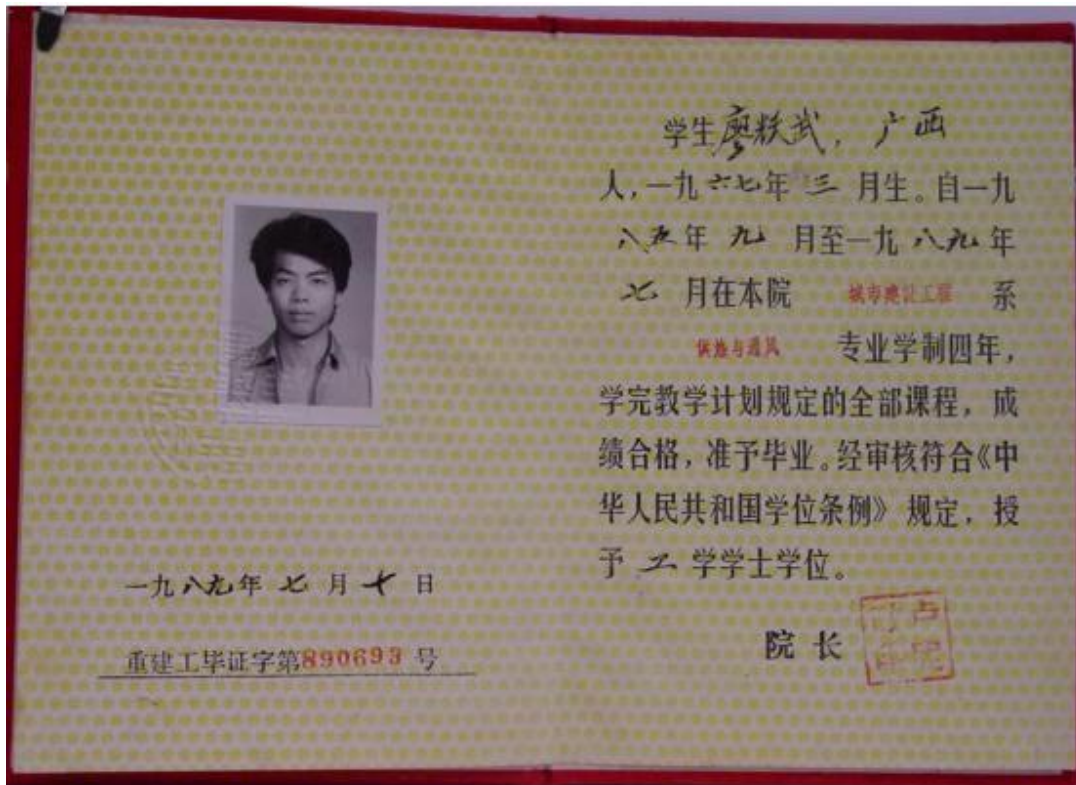 一九八九年七月十日
重建工毕证字第890693号
学生廖 武，广西
人，一九六七年三月生。自一九
八五年九月至一九八九年
七月在本院 城市建设工程 系
供热与通风 专业学制四年，
学完教学计划规定的全部课程，成
绩合格，准予毕业。经审核符合《中
华人民共和国学位条例》规定，授
予工学学士学位。
院长